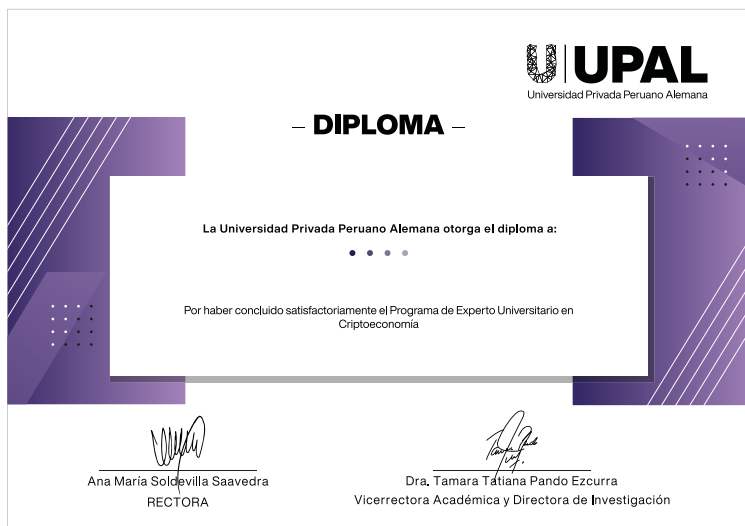 UPAL
Universidad Privada Peruano Alemana
– DIPLOMA –
La Universidad Privada Peruano Alemana otorga el diploma a:
Por haber concluido satisfactoriamente el Programa de Experto Universitario en
Criptoeconomía
Ana María Soldevilla Saavedra
RECTORA
Dra. Tamara Tatiana Pando Ezcurra
Vicerrectora Académica y Directora de Investigación